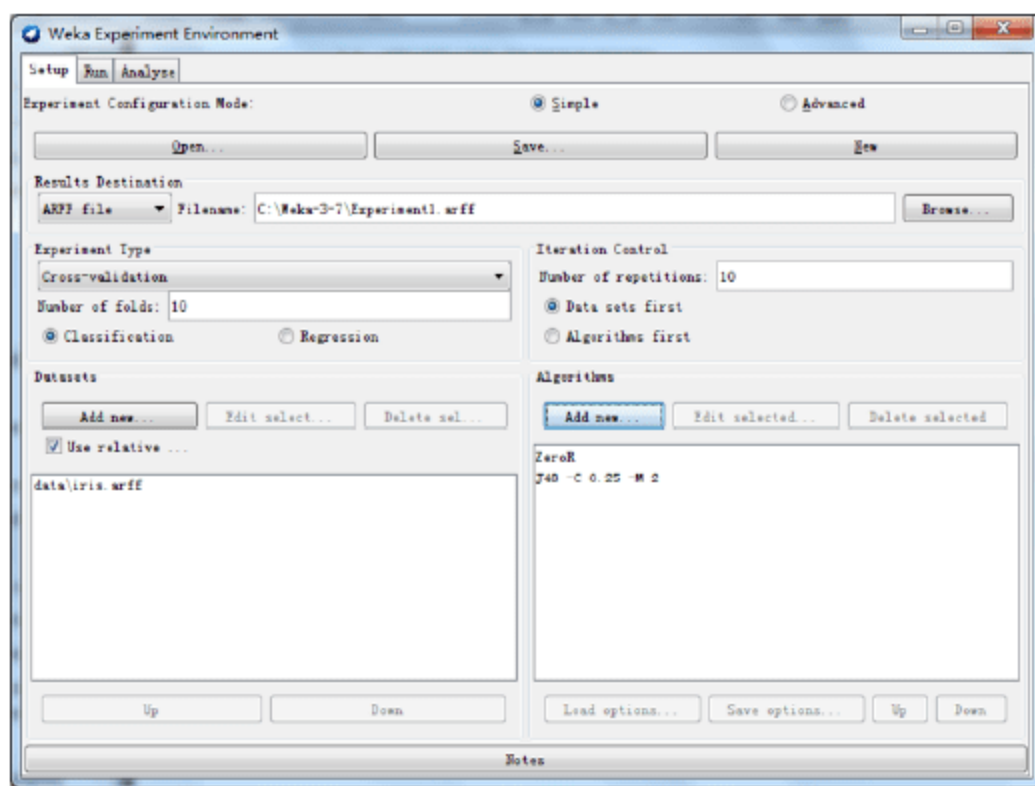 Weka Experiment Environment
Setup Run Analyse
Experiment Configuration Mode: Simple Advanced
Open... Save... New
Results Destination
ARFF file Filename: C:\Weka-3-7\Experiment1.arff Browse...
Experiment Type
Cross-validation
Number of folds: 10
Classification Regression
Iteration Control
Number of repetitions: 10
Data sets first
Algorithms first
Datasets
Add new... Edit select... Delete sel...
Use relative ...
data\iris.arff
Up Down
Algorithms
Add new... Edit selected... Delete selected
ZeroR
J48 -C 0.25 -M 2
Load options... Save options... Up Down
Notes